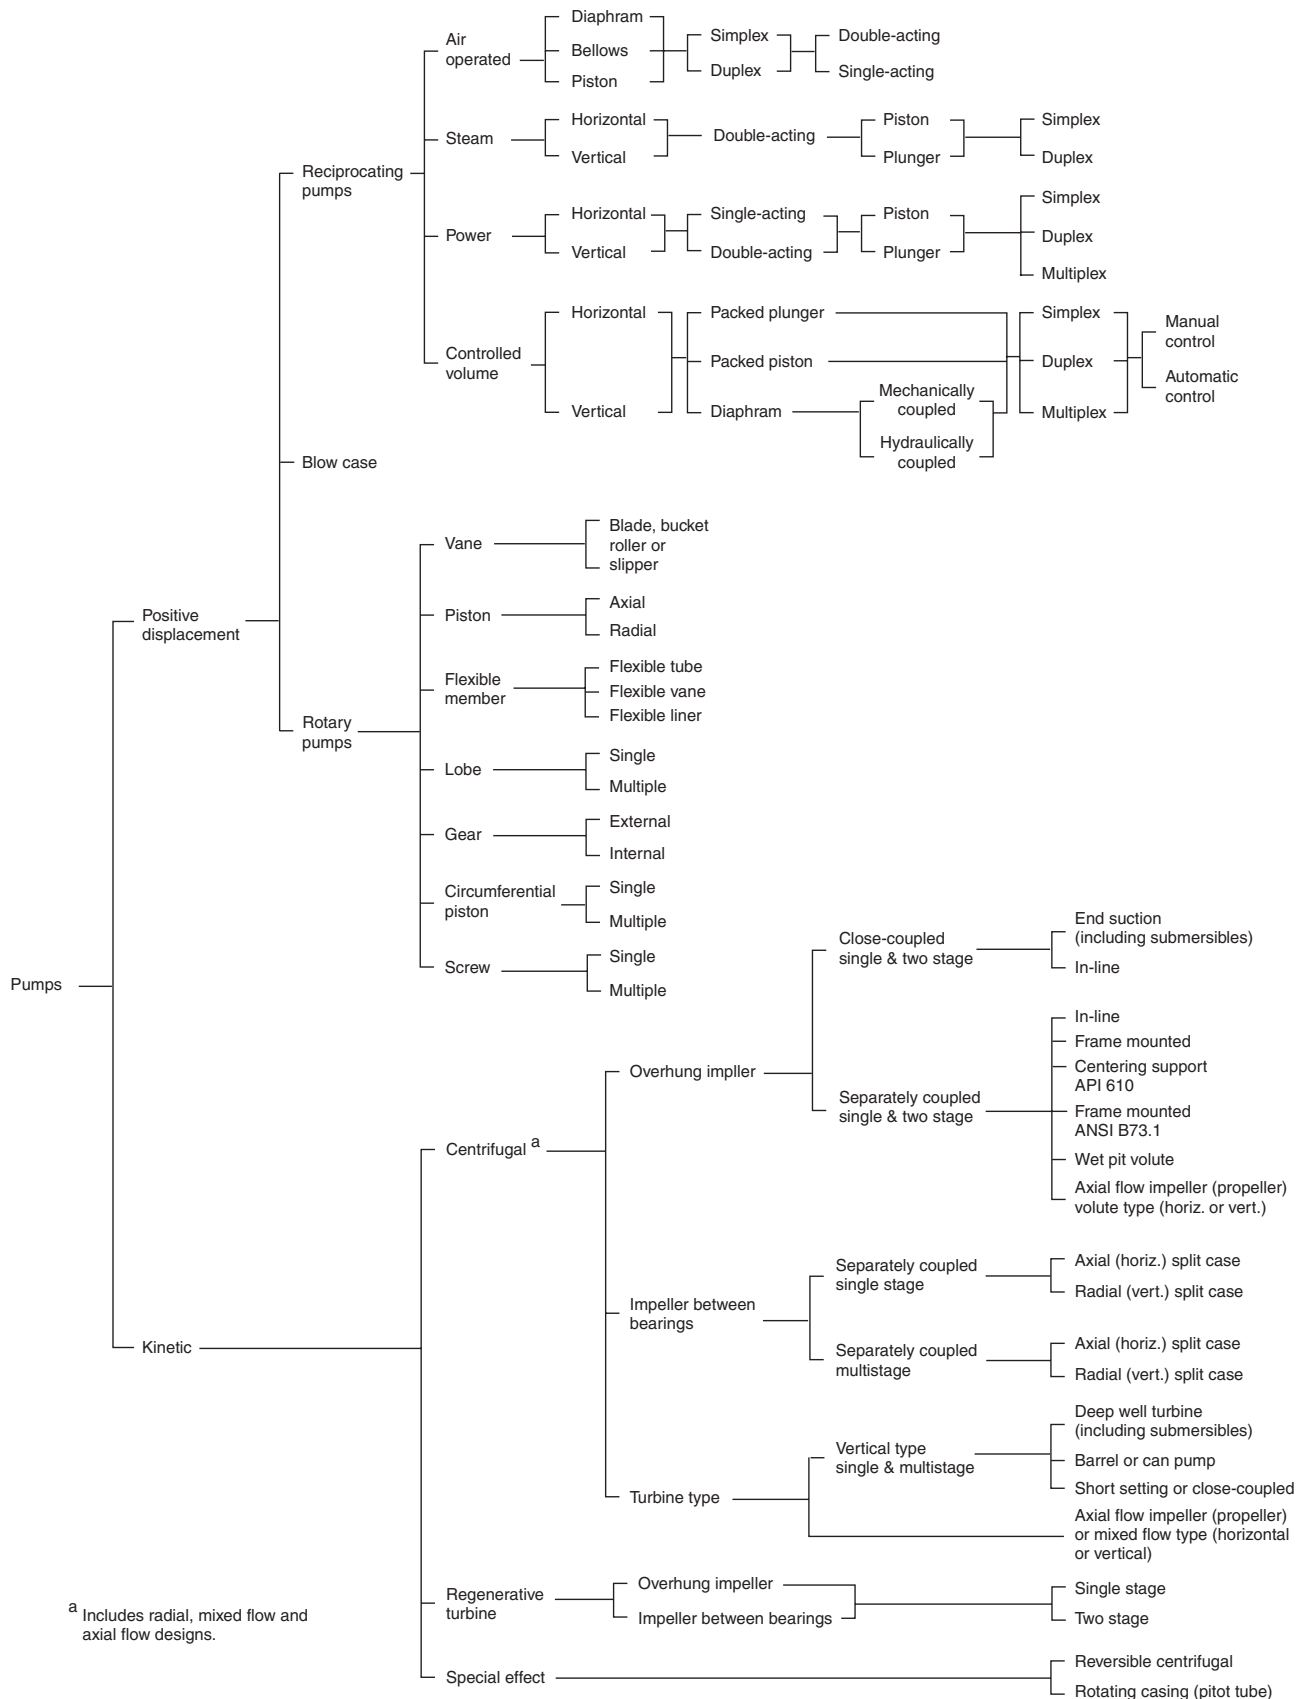 Diaphram
Bellows
Piston
Air
operated
Simplex
Duplex
Double-acting
Single-acting
Steam
Horizontal
Vertical
Double-acting
Piston
Plunger
Simplex
Duplex
Reciprocating
pumps
Power
Horizontal
Vertical
Single-acting
Double-acting
Piston
Plunger
Simplex
Duplex
Multiplex
Controlled
volume
Horizontal
Vertical
Packed plunger
Packed piston
Diaphram
Mechanically
coupled
Hydraulically
coupled
Simplex
Duplex
Multiplex
Manual
control
Automatic
control
Blow case
Positive
displacement
Rotary
pumps
Vane
Blade, bucket
roller or
slipper
Piston
Axial
Radial
Flexible
member
Flexible tube
Flexible vane
Flexible liner
Lobe
Single
Multiple
Gear
External
Internal
Circumferential
piston
Single
Multiple
Screw
Single
Multiple
Pumps
Kinetic
Centrifugal a
Overhung impller
Close-coupled
single & two stage
End suction
(including submersibles)
In-line
Separately coupled
single & two stage
In-line
Frame mounted
Centering support
API 610
Frame mounted
ANSI B73.1
Wet pit volute
Axial flow impeller (propeller)
volute type (horiz. or vert.)
Impeller between
bearings
Separately coupled
single stage
Axial (horiz.) split case
Radial (vert.) split case
Separately coupled
multistage
Axial (horiz.) split case
Radial (vert.) split case
Turbine type
Vertical type
single & multistage
Deep well turbine
(including submersibles)
Barrel or can pump
Short setting or close-coupled
Axial flow impeller (propeller)
or mixed flow type (horizontal
or vertical)
Regenerative
turbine
Overhung impeller
Impeller between bearings
Single stage
Two stage
Special effect
Reversible centrifugal
Rotating casing (pitot tube)
a Includes radial, mixed flow and
axial flow designs.